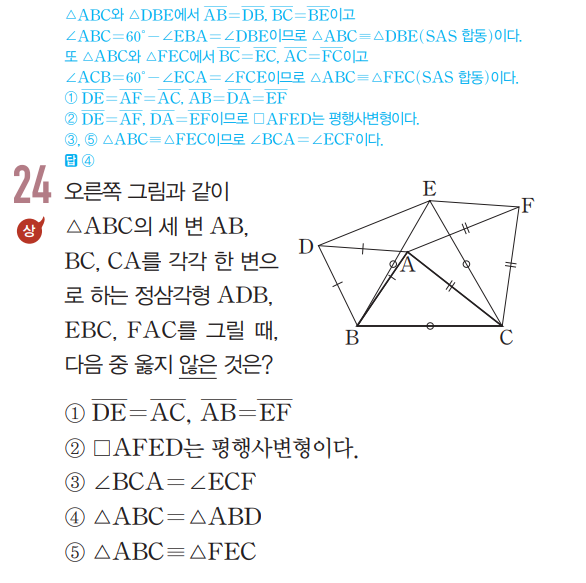 △ABC와 △DBE에서 AB=DB, BC=BE이고
∠ABC=60°-∠EBA=∠DBE이므로 △ABC≡△DBE(SAS 합동)이다.
또 △ABC와 △FEC에서 BC=EC, AC=FC이고
∠ACB=60°-∠ECA=∠FCE이므로 △ABC≡△FEC(SAS 합동)이다.
① DE=AF=AC, AB=DA=EF
② DE=AF, DA=EF이므로 □AFED는 평행사변형이다.
③, ⑤ △ABC≡△FEC이므로 ∠BCA=∠ECF이다.
답 ④
24 오른쪽 그림과 같이
상 △ABC의 세 변 AB,
BC, CA를 각각 한 변으
로 하는 정삼각형 ADB,
EBC, FAC를 그릴 때,
다음 중 옳지 않은 것은?
E
F
D
A
B
C
① DE=AC, AB=EF
② □AFED는 평행사변형이다.
③ ∠BCA=∠ECF
④ △ABC=△ABD
⑤ △ABC≡△FEC